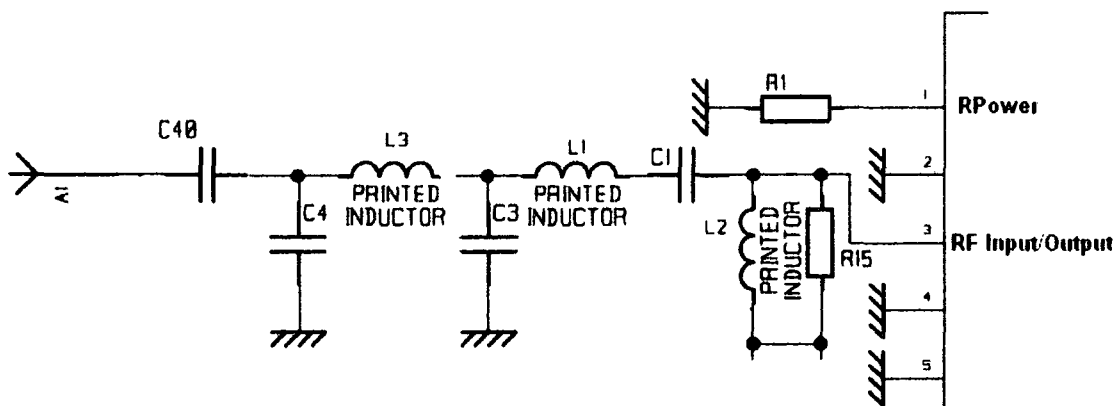 R1
1
RPower
C40
L3
L1
C1
2
A1
PRINTED
INDUCTOR
PRINTED
INDUCTOR
C4
C3
L2
PRINTED
INDUCTOR
R15
3
RF Input/Output
4
5